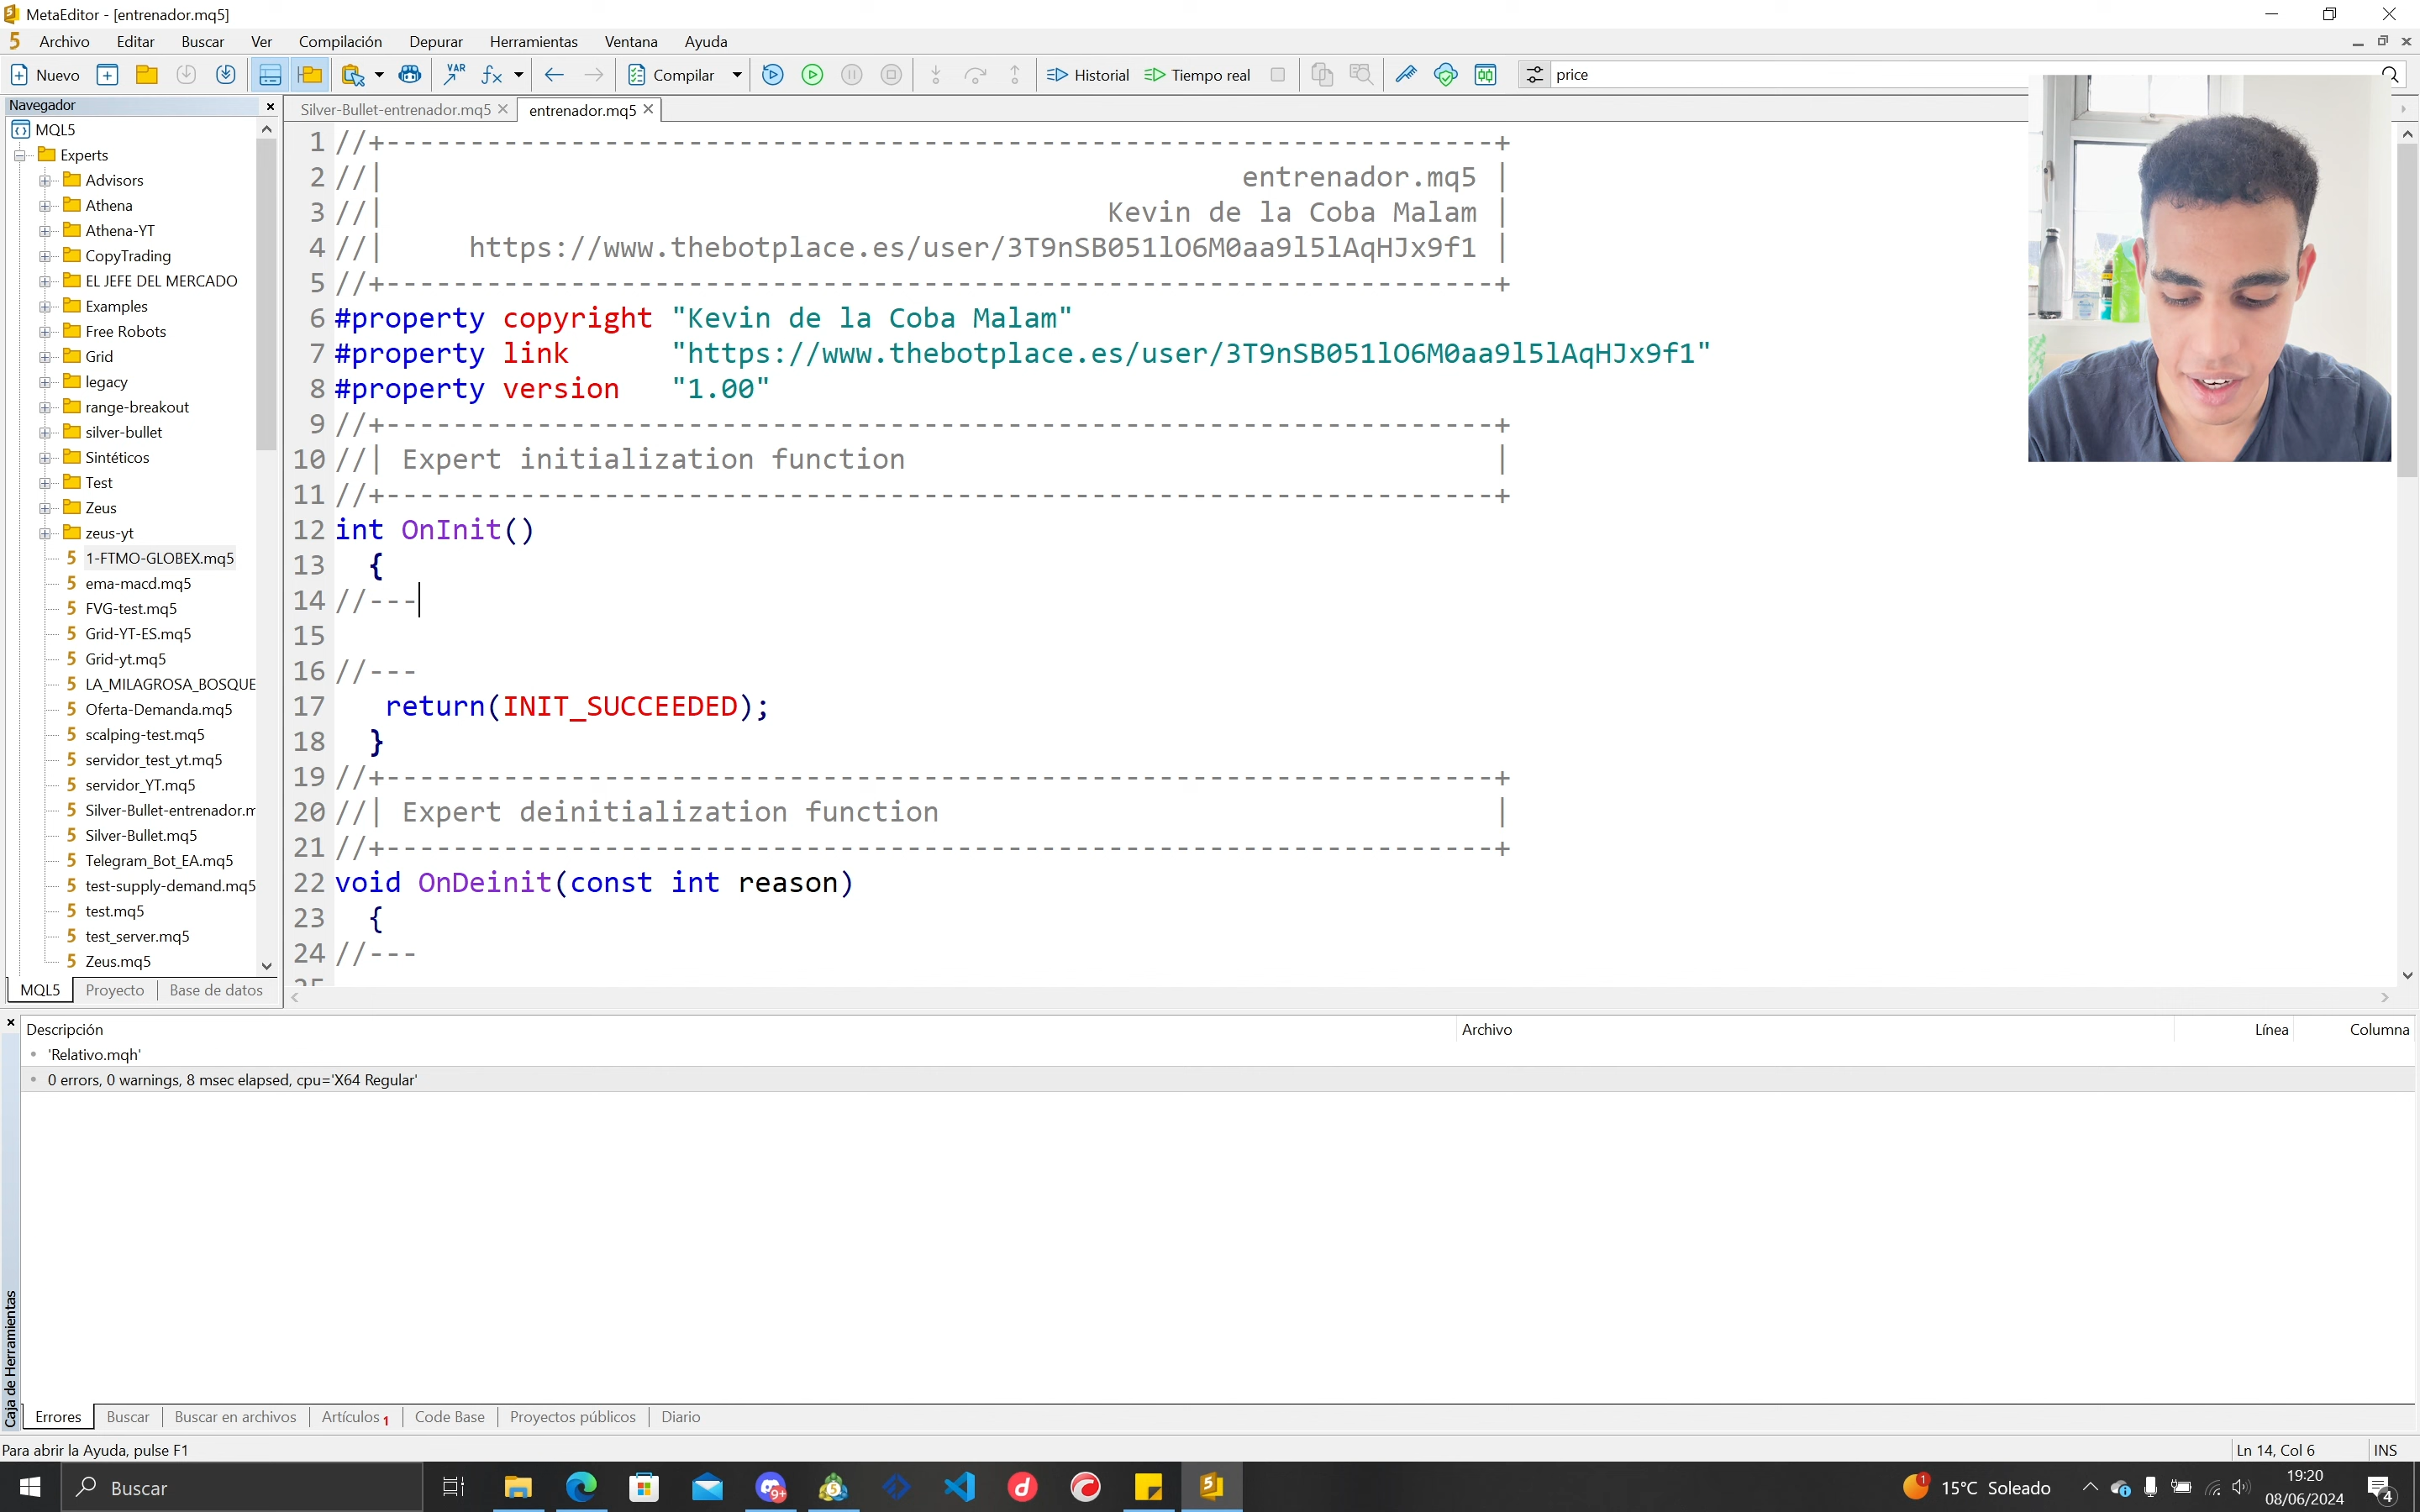 MetaEditor - [entrenador.mq5]
Archivo Editar Buscar Ver Compilación Depurar Herramientas Ventana Ayuda
Nuevo VAR Compilar Historial Tiempo real price
Navegador
Silver-Bullet-entrenador.mq5 entrenador.mq5
MQL5
Experts
Advisors
Athena
Athena-YT
CopyTrading
EL JEFE DEL MERCADO
Examples
Free Robots
Grid
legacy
range-breakout
silver-bullet
Sintéticos
Test
Zeus
zeus-yt
1-FTMO-GLOBEX.mq5
ema-macd.mq5
FVG-test.mq5
Grid-YT-ES.mq5
Grid-yt.mq5
LA_MILAGROSA_BOSQUE
Oferta-Demanda.mq5
scalping-test.mq5
servidor_test_yt.mq5
servidor_YT.mq5
Silver-Bullet-entrenador.m
Silver-Bullet.mq5
Telegram_Bot_EA.mq5
test-supply-demand.mq5
test.mq5
test_server.mq5
Zeus.mq5
MQL5 Proyecto Base de datos
1 //+------------------------------------------------------------------+
2 //| entrenador.mq5 |
3 //| Kevin de la Coba Malam |
4 //| https://www.thebotplace.es/user/3T9nSB051lO6M0aa9l5lAqHJx9f1 |
5 //+------------------------------------------------------------------+
6 #property copyright "Kevin de la Coba Malam"
7 #property link "https://www.thebotplace.es/user/3T9nSB051lO6M0aa9l5lAqHJx9f1"
8 #property version "1.00"
9 //+------------------------------------------------------------------+
10 //| Expert initialization function |
11 //+------------------------------------------------------------------+
12 int OnInit()
13 {
14 //---
15
16 //---
17 return(INIT_SUCCEEDED);
18 }
19 //+------------------------------------------------------------------+
20 //| Expert deinitialization function |
21 //+------------------------------------------------------------------+
22 void OnDeinit(const int reason)
23 {
24 //---
Descripción Archivo Línea Columna
'Relativo.mqh'
0 errors, 0 warnings, 8 msec elapsed, cpu='X64 Regular'
Caja de Herramientas
Errores Buscar Buscar en archivos Artículos 1 Code Base Proyectos públicos Diario
Para abrir la Ayuda, pulse F1 Ln 14, Col 6 INS
Buscar 9+ 1 15°C Soleado 19:20
08/06/2024 4